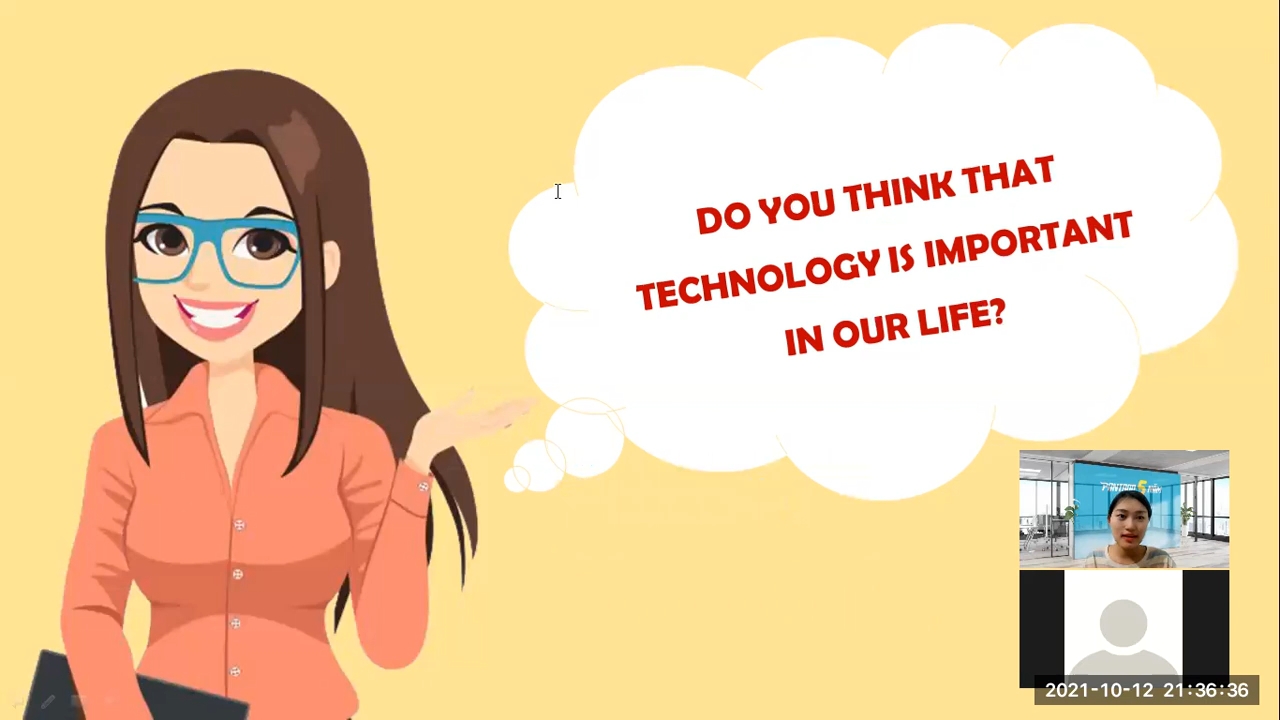 DO YOU THINK THAT
TECHNOLOGY IS IMPORTANT
IN OUR LIFE?
2021-10-12 21:36:36